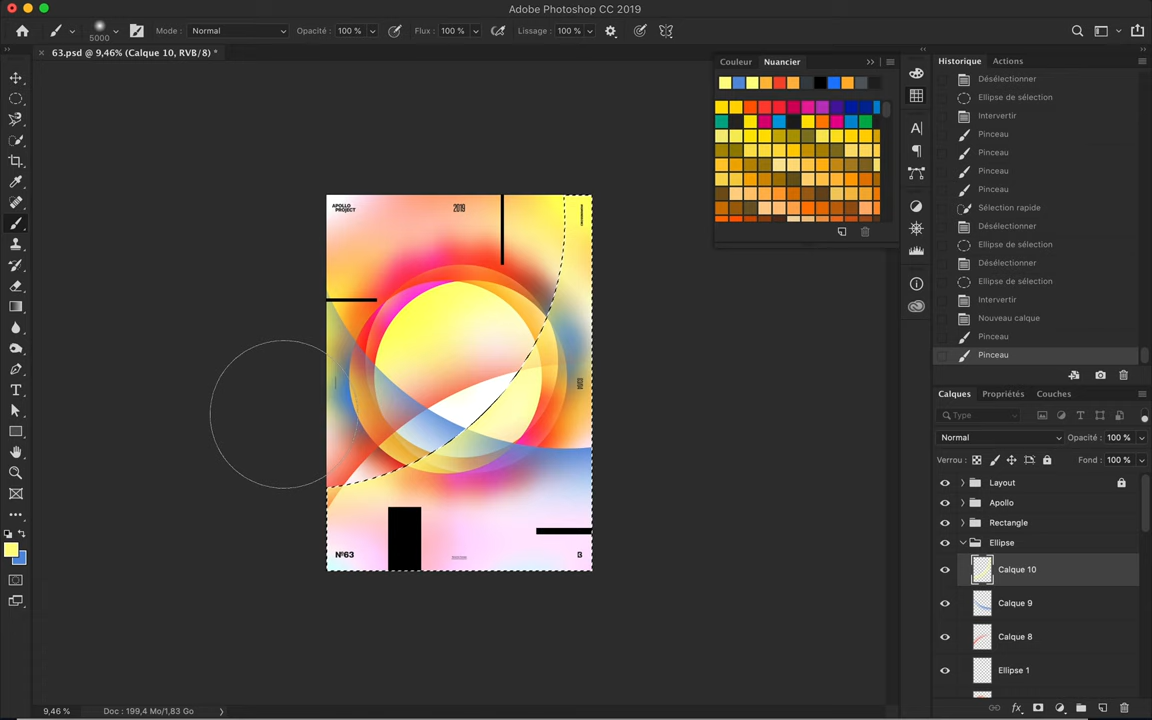 Adobe Photoshop CC 2019
5000
Mode : Normal
Opacité : 100 %
Flux : 100 %
Lissage : 100 %
63.psd @ 9,46% (Calque 10, RVB/8) *
Couleur
Nuancier
Historique
Actions
Désélectionner
Ellipse de sélection
Intervertir
Pinceau
Pinceau
Pinceau
Pinceau
Sélection rapide
Désélectionner
Ellipse de sélection
Désélectionner
Ellipse de sélection
Intervertir
Nouveau calque
Pinceau
Pinceau
APOLLO
PROJECT
2019
Nº63
Calques
Propriétés
Couches
Type
Normal
Opacité : 100 %
Verrou :
Fond : 100 %
Layout
Apollo
Rectangle
Ellipse
Calque 10
Calque 9
Calque 8
Ellipse 1
fx
9,46 %
Doc : 199,4 Mo/1,83 Go